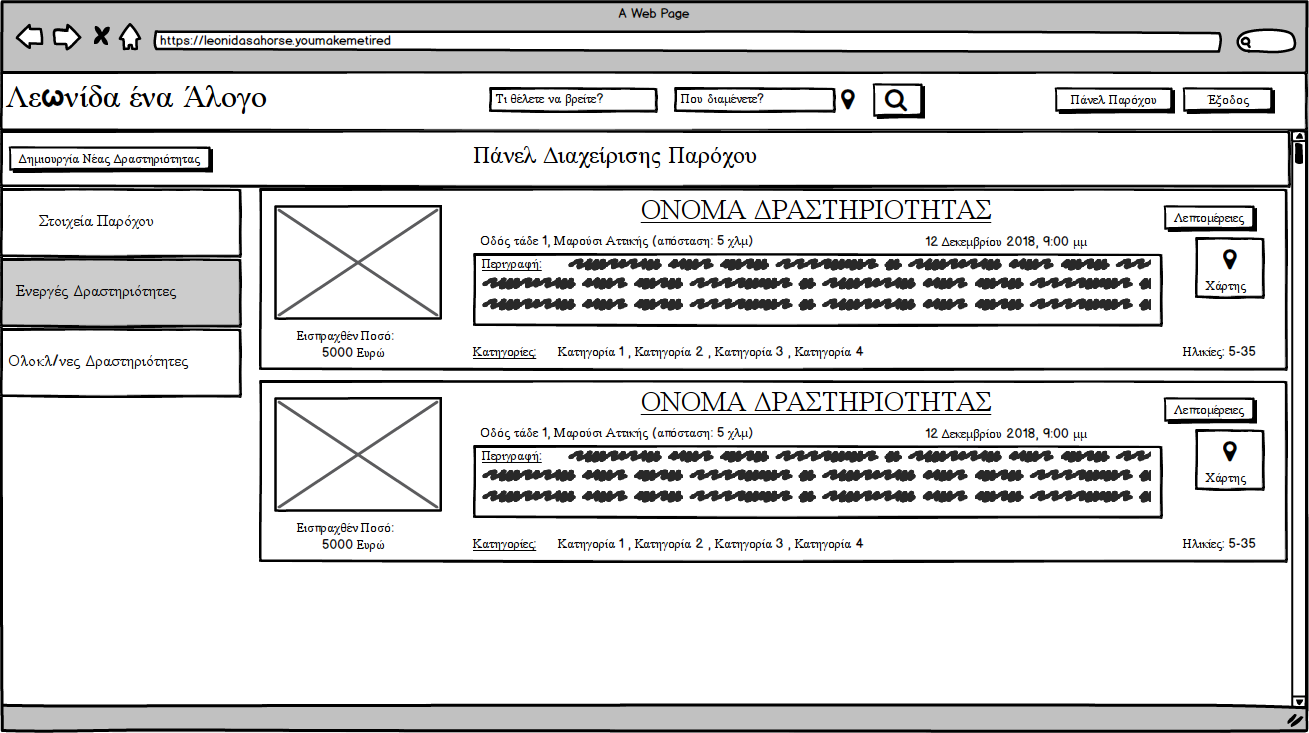 A Web Page
https://leonidasahorse.youmakemetired
Λεωνίδα ένα Άλογο
Τι θέλετε να βρείτε?
Που διαμένετε?
Πάνελ Παρόχου
Έξοδος
Δημιουργία Νέας Δραστηριότητας
Πάνελ Διαχείρισης Παρόχου
Στοιχεία Παρόχου
Ενεργές Δραστηριότητες
Ολοκλ/νες Δραστηριότητες
ΟΝΟΜΑ ΔΡΑΣΤΗΡΙΟΤΗΤΑΣ
Λεπτομέρειες
Οδός τάδε 1, Μαρούσι Αττικής (απόσταση: 5 χλμ)
12 Δεκεμβρίου 2018, 9:00 μμ
Περιγραφή:
Χάρτης
Εισπραχθέν Ποσό:
5000 Ευρώ
Κατηγορίες:
Κατηγορία 1 , Κατηγορία 2 , Κατηγορία 3 , Κατηγορία 4
Ηλικίες: 5-35
ΟΝΟΜΑ ΔΡΑΣΤΗΡΙΟΤΗΤΑΣ
Λεπτομέρειες
Οδός τάδε 1, Μαρούσι Αττικής (απόσταση: 5 χλμ)
12 Δεκεμβρίου 2018, 9:00 μμ
Περιγραφή:
Χάρτης
Εισπραχθέν Ποσό:
5000 Ευρώ
Κατηγορίες:
Κατηγορία 1 , Κατηγορία 2 , Κατηγορία 3 , Κατηγορία 4
Ηλικίες: 5-35